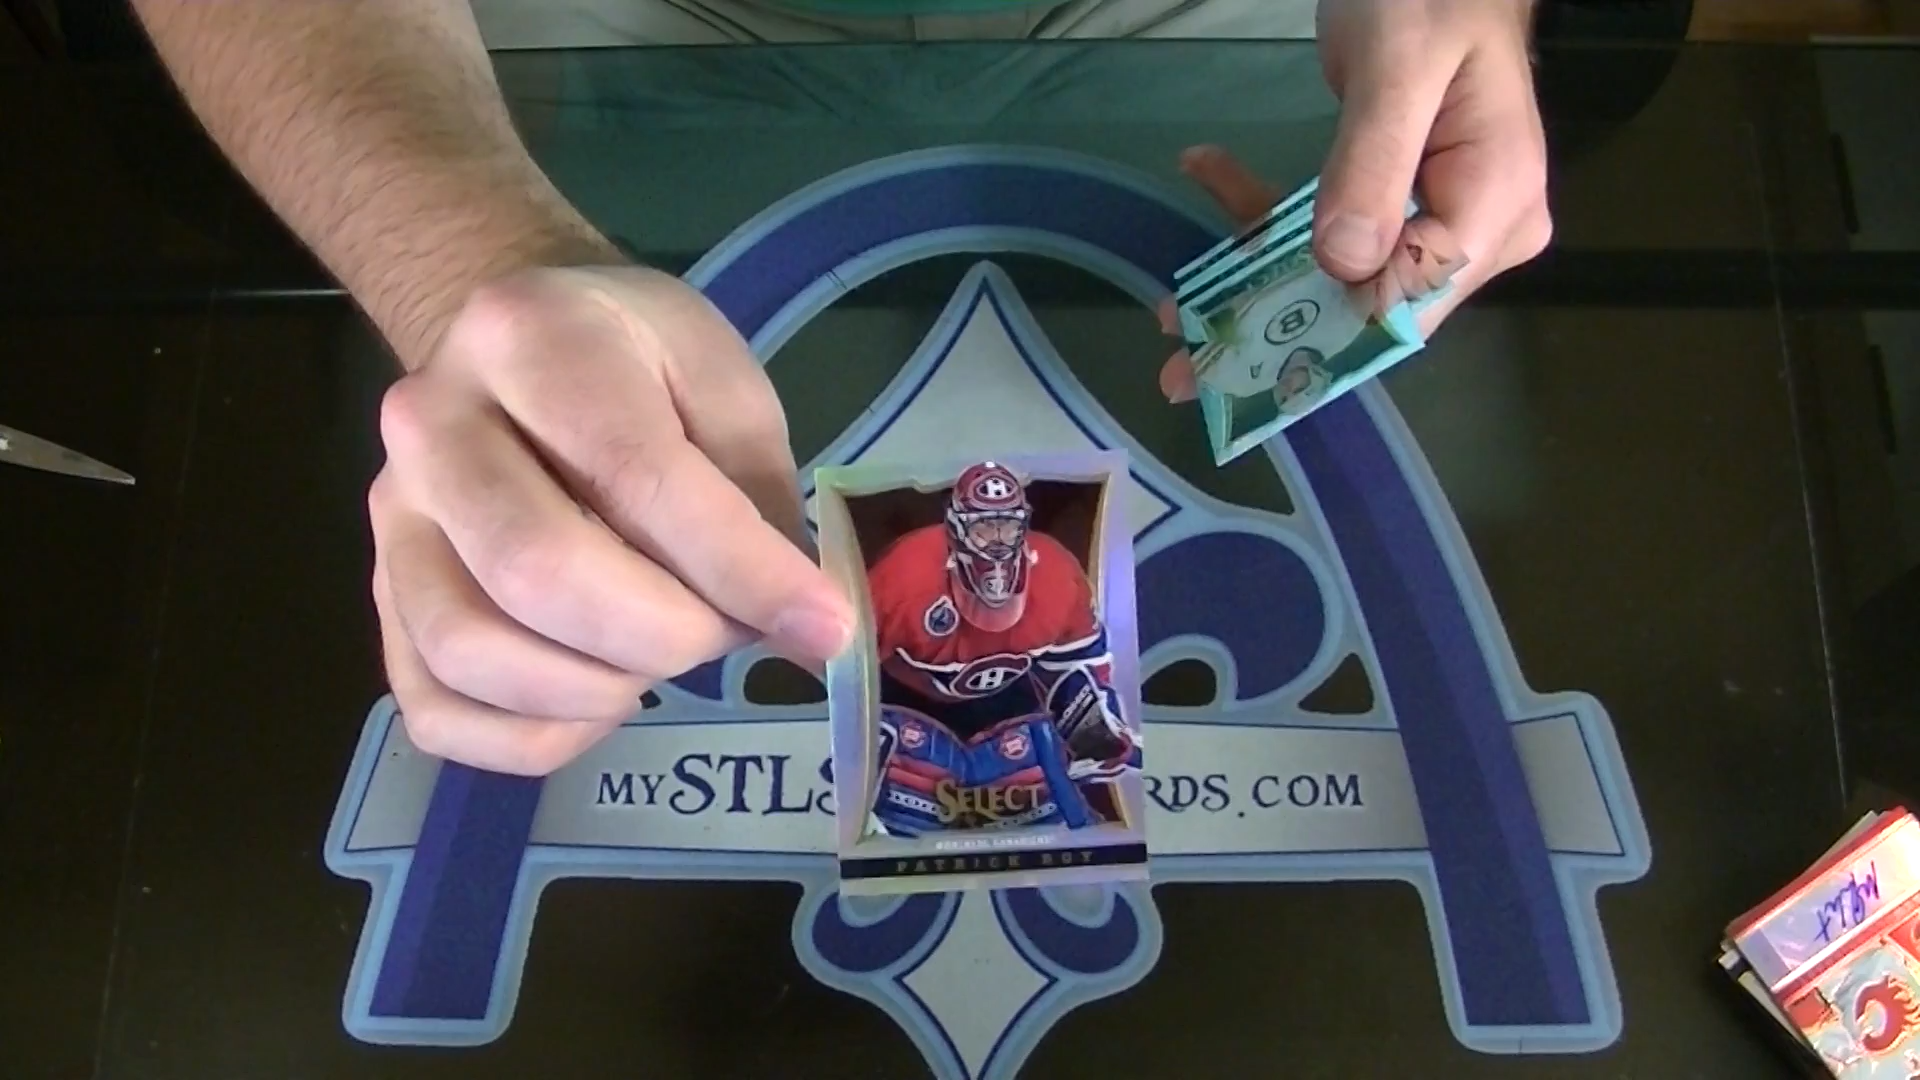 B
A
SELECT
MONTREAL CANADIENS
PATRICK ROY
MYSTLS RDS.COM